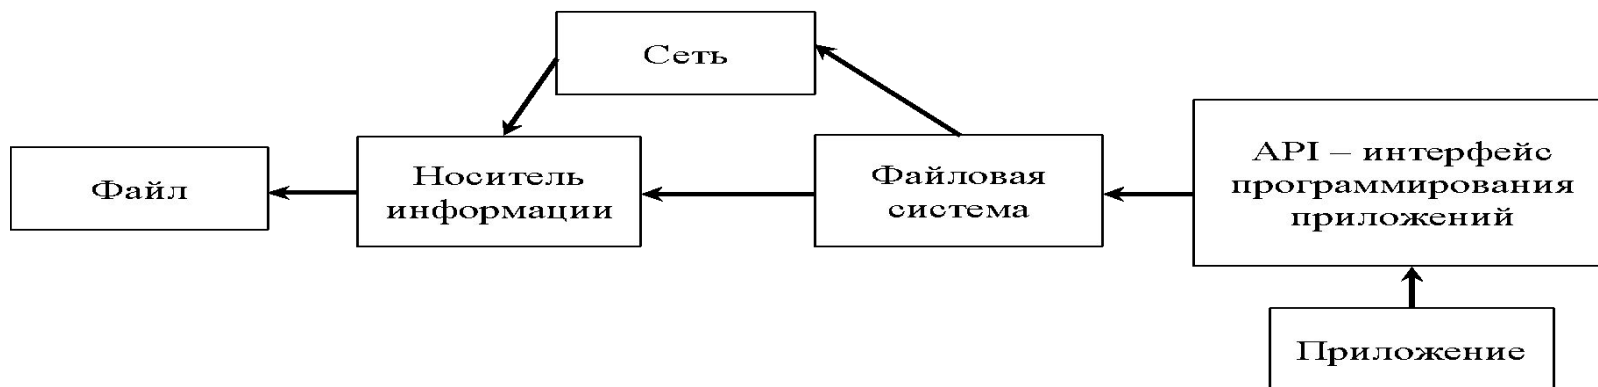 Сеть
Файл
Носитель
информации
Файловая
система
API – интерфейс
программирования
приложений
Приложение